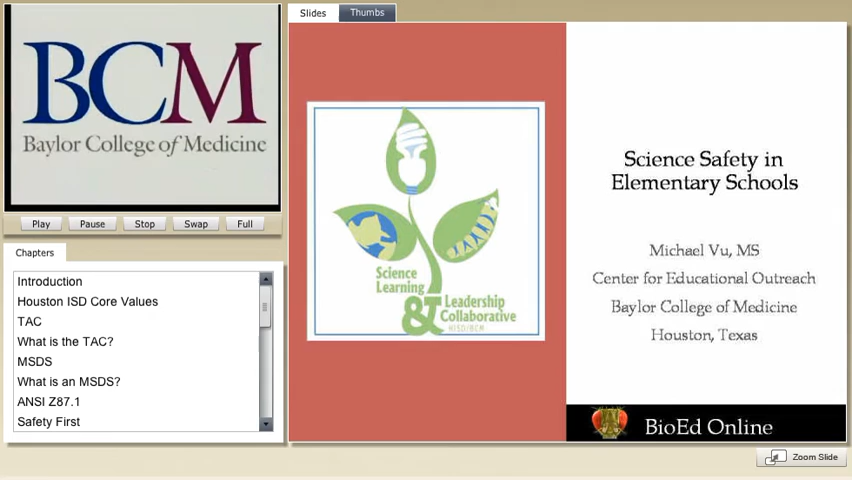 BCM
Baylor College of Medicine
Play Pause Stop Swap Full
Chapters
Introduction
Houston ISD Core Values
TAC
What is the TAC?
MSDS
What is an MSDS?
ANSI Z87.1
Safety First
Slides Thumbs
Science
Learning
& Leadership
Collaborative
HISD/BCM
Science Safety in
Elementary Schools
Michael Vu, MS
Center for Educational Outreach
Baylor College of Medicine
Houston, Texas
BioEd Online
Zoom Slide